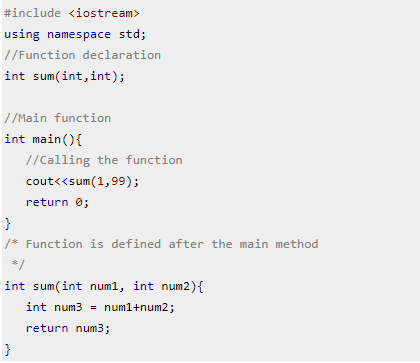 #include <iostream>
using namespace std;
//Function declaration
int sum(int,int);

//Main function
int main(){
   //Calling the function
   cout<<sum(1,99);
   return 0;
}
/* Function is defined after the main method
 */
int sum(int num1, int num2){
   int num3 = num1+num2;
   return num3;
}